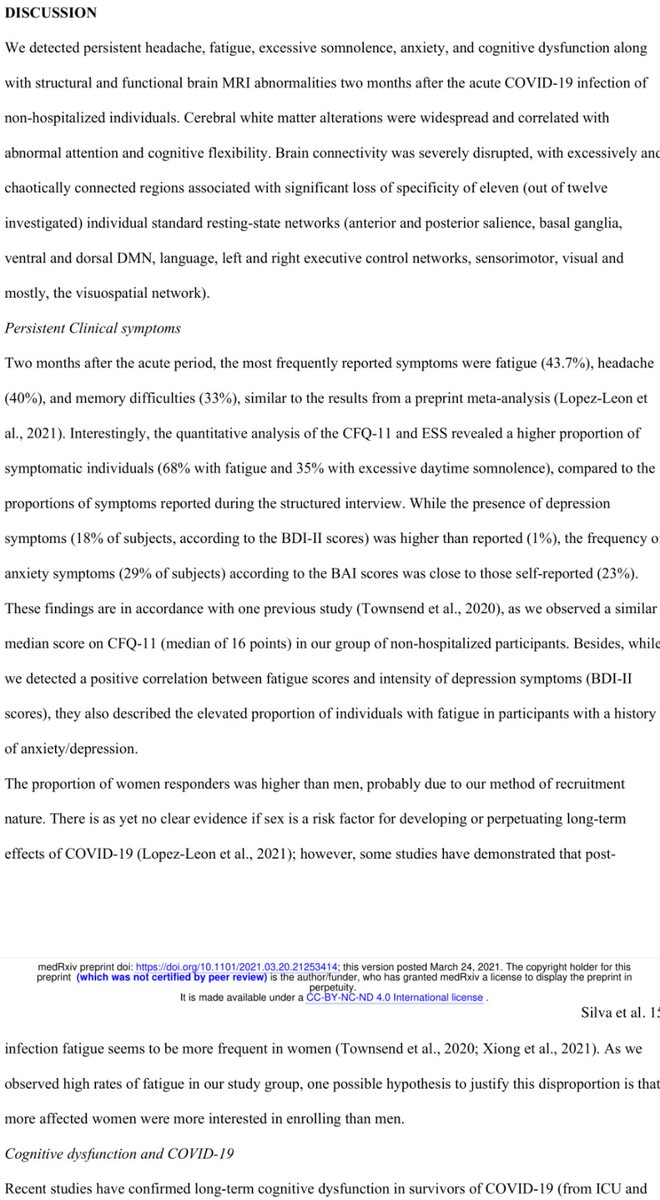 DISCUSSION
We detected persistent headache, fatigue, excessive somnolence, anxiety, and cognitive dysfunction along
with structural and functional brain MRI abnormalities two months after the acute COVID-19 infection of
non-hospitalized individuals. Cerebral white matter alterations were widespread and correlated with
abnormal attention and cognitive flexibility. Brain connectivity was severely disrupted, with excessively and
chaotically connected regions associated with significant loss of specificity of eleven (out of twelve
investigated) individual standard resting-state networks (anterior and posterior salience, basal ganglia,
ventral and dorsal DMN, language, left and right executive control networks, sensorimotor, visual and
mostly, the visuospatial network).
Persistent Clinical symptoms
Two months after the acute period, the most frequently reported symptoms were fatigue (43.7%), headache
(40%), and memory difficulties (33%), similar to the results from a preprint meta-analysis (Lopez-Leon et
al., 2021). Interestingly, the quantitative analysis of the CFQ-11 and ESS revealed a higher proportion of
symptomatic individuals (68% with fatigue and 35% with excessive daytime somnolence), compared to the
proportions of symptoms reported during the structured interview. While the presence of depression
symptoms (18% of subjects, according to the BDI-II scores) was higher than reported (1%), the frequency o
anxiety symptoms (29% of subjects) according to the BAI scores was close to those self-reported (23%).
These findings are in accordance with one previous study (Townsend et al., 2020), as we observed a similar
median score on CFQ-11 (median of 16 points) in our group of non-hospitalized participants. Besides, while
we detected a positive correlation between fatigue scores and intensity of depression symptoms (BDI-II
scores), they also described the elevated proportion of individuals with fatigue in participants with a history
of anxiety/depression.
The proportion of women responders was higher than men, probably due to our method of recruitment
nature. There is as yet no clear evidence if sex is a risk factor for developing or perpetuating long-term
effects of COVID-19 (Lopez-Leon et al., 2021); however, some studies have demonstrated that post-
medRxiv preprint doi: https://doi.org/10.1101/2021.03.20.21253414; this version posted March 24, 2021. The copyright holder for this
preprint (which was not certified by peer review) is the author/funder, who has granted medRxiv a license to display the preprint in
perpetuity.
It is made available under a CC-BY-NC-ND 4.0 International license .
Silva et al. 15
infection fatigue seems to be more frequent in women (Townsend et al., 2020; Xiong et al., 2021). As we
observed high rates of fatigue in our study group, one possible hypothesis to justify this disproportion is that
more affected women were more interested in enrolling than men.
Cognitive dysfunction and COVID-19
Recent studies have confirmed long-term cognitive dysfunction in survivors of COVID-19 (from ICU and